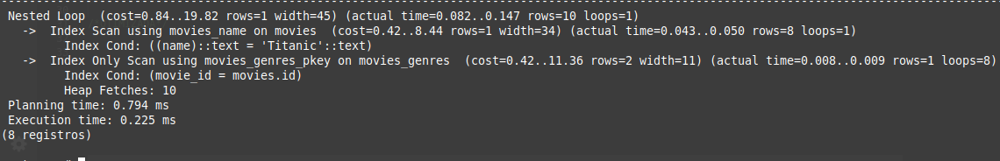 Nested Loop  (cost=0.84..19.82 rows=1 width=45) (actual time=0.082..0.147 rows=10 loops=1)
  ->  Index Scan using movies_name on movies  (cost=0.42..8.44 rows=1 width=34) (actual time=0.043..0.050 rows=8 loops=1)
        Index Cond: ((name)::text = 'Titanic'::text)
  ->  Index Only Scan using movies_genres_pkey on movies_genres  (cost=0.42..11.36 rows=2 width=11) (actual time=0.008..0.009 rows=1 loops=8)
        Index Cond: (movie_id = movies.id)
        Heap Fetches: 10
Planning time: 0.794 ms
Execution time: 0.225 ms
(8 registros)